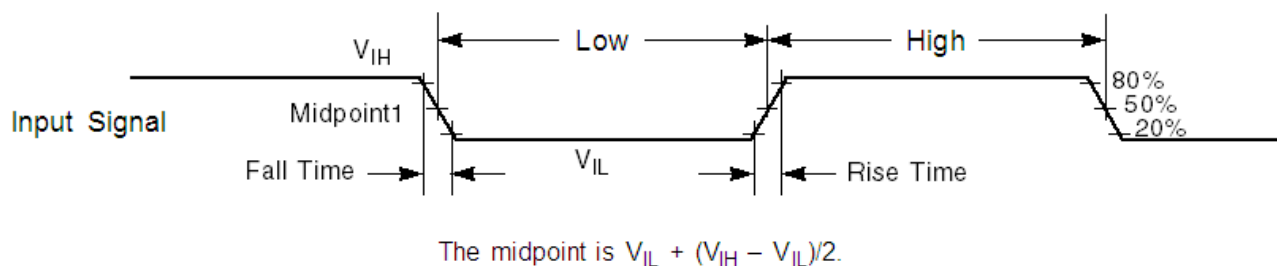 Low
High
V_IH
80%
Midpoint1
50%
Input Signal
20%
V_IL
Fall Time
Rise Time
The midpoint is V_IL + (V_IH – V_IL)/2.